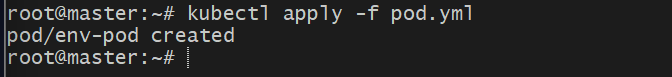 root@master:~# kubectl apply -f pod.yml
pod/env-pod created
root@master:~#